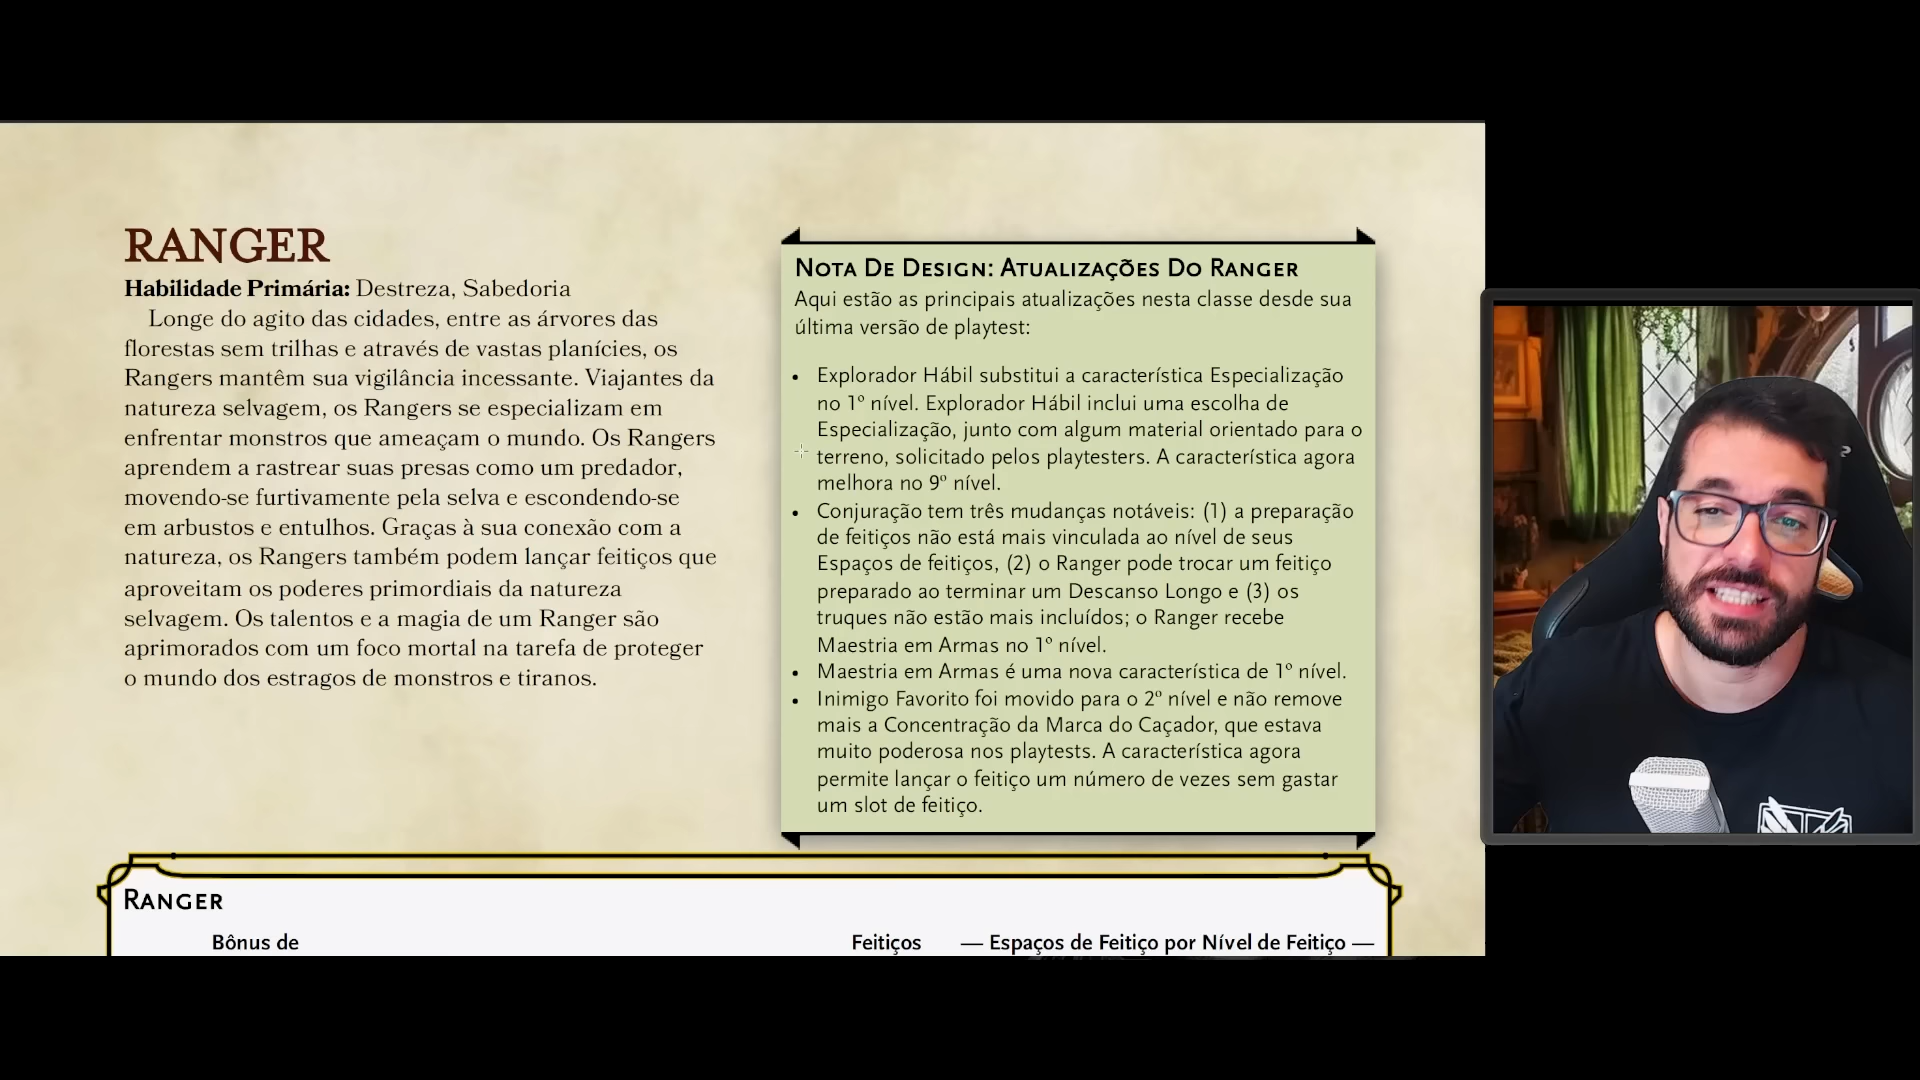 RANGER
Habilidade Primária: Destreza, Sabedoria
Longe do agito das cidades, entre as árvores das
florestas sem trilhas e através de vastas planícies, os
Rangers mantêm sua vigilância incessante. Viajantes da
natureza selvagem, os Rangers se especializam em
enfrentar monstros que ameaçam o mundo. Os Rangers
aprendem a rastrear suas presas como um predador,
movendo-se furtivamente pela selva e escondendo-se
em arbustos e entulhos. Graças à sua conexão com a
natureza, os Rangers também podem lançar feitiços que
aproveitam os poderes primordiais da natureza
selvagem. Os talentos e a magia de um Ranger são
aprimorados com um foco mortal na tarefa de proteger
o mundo dos estragos de monstros e tiranos.
Nota De Design: Atualizações Do Ranger
Aqui estão as principais atualizações nesta classe desde sua
última versão de playtest:
• Explorador Hábil substitui a característica Especialização
no 1º nível. Explorador Hábil inclui uma escolha de
Especialização, junto com algum material orientado para o
terreno, solicitado pelos playtesters. A característica agora
melhora no 9º nível.
• Conjuração tem três mudanças notáveis: (1) a preparação
de feitiços não está mais vinculada ao nível de seus
Espaços de feitiços, (2) o Ranger pode trocar um feitiço
preparado ao terminar um Descanso Longo e (3) os
truques não estão mais incluídos; o Ranger recebe
Maestria em Armas no 1º nível.
• Maestria em Armas é uma nova característica de 1º nível.
• Inimigo Favorito foi movido para o 2º nível e não remove
mais a Concentração da Marca do Caçador, que estava
muito poderosa nos playtests. A característica agora
permite lançar o feitiço um número de vezes sem gastar
um slot de feitiço.
Ranger
Bônus de Feitiços — Espaços de Feitiço por Nível de Feitiço —